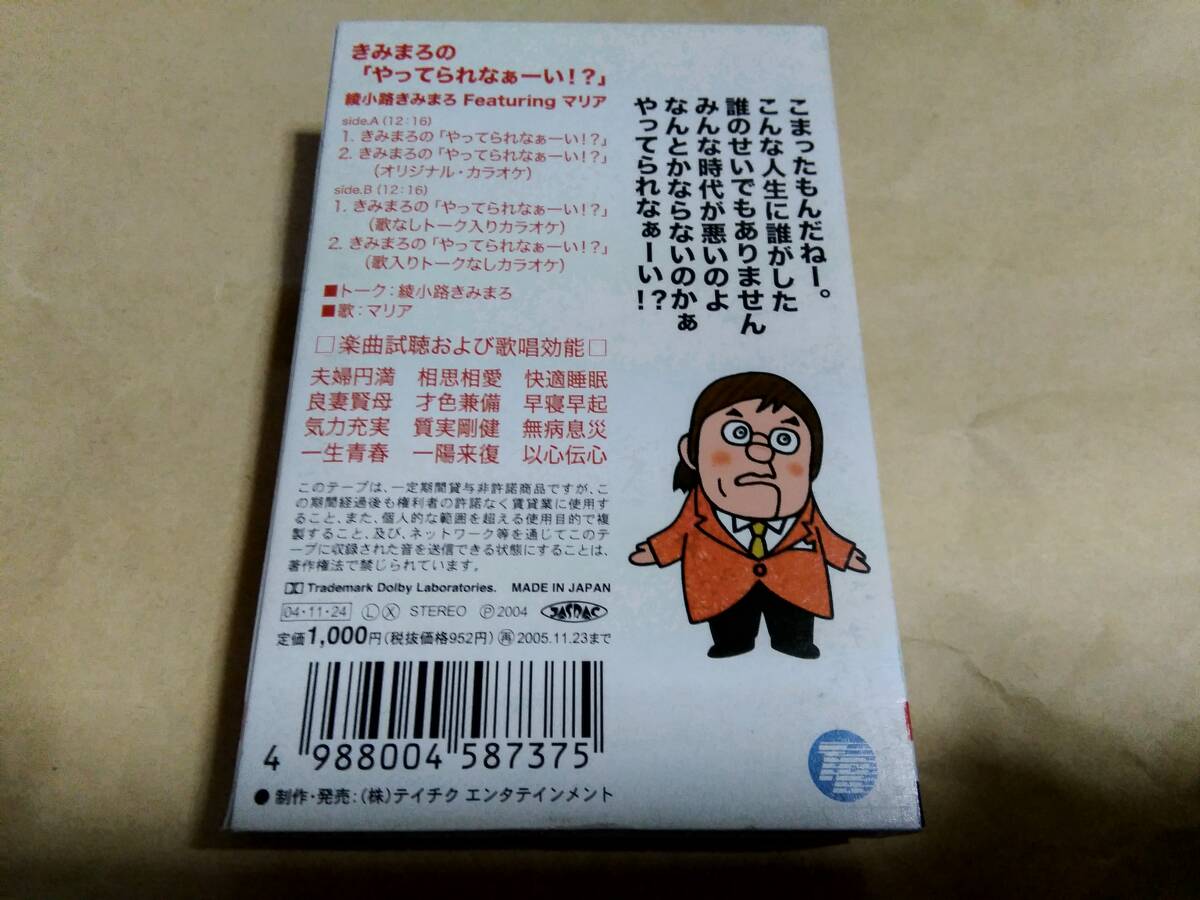 きみまろの
「やってられなぁーい!?」
綾小路きみまろ Featuring マリア
side.A (12:16)
1. きみまろの「やってられなぁーい!?」
2. きみまろの「やってられなぁーい!?」
(オリジナル・カラオケ)
side.B (12:16)
1. きみまろの「やってられなぁーい!?」
(歌なしトーク入りカラオケ)
2. きみまろの「やってられなぁーい!?」
(歌入りトークなしカラオケ)
■トーク:綾小路きみまろ
■歌:マリア
□楽曲試聴および歌唱効能□
夫婦円満 相思相愛 快適睡眠
良妻賢母 才色兼備 早寝早起
気力充実 質実剛健 無病息災
一生青春 一陽来復 以心伝心
このテープは、一定期間貸与非許諾商品ですが、こ
の期間経過後も権利者の許諾なく賃貸業に使用す
ること、また、個人的な範囲を超える使用目的で複
製すること、及び、ネットワーク等を通じてこのテ
ープに収録された音を送信できる状態にすることは、
著作権法で禁じられています。
Trademark Dolby Laboratories. MADE IN JAPAN
04・11・24 Ⓛ Ⓧ STEREO Ⓟ2004 JASRAC
定価1,000円(税抜価格952円) ㊢2005.11.23まで
4 988004 587375
●制作・発売:(株)テイチク エンタテインメント
こまったもんだねー。
こんな人生に誰がした
誰のせいでもありません
みんな時代が悪いのよ
なんとかならないのかぁ
やってられなぁーい!?